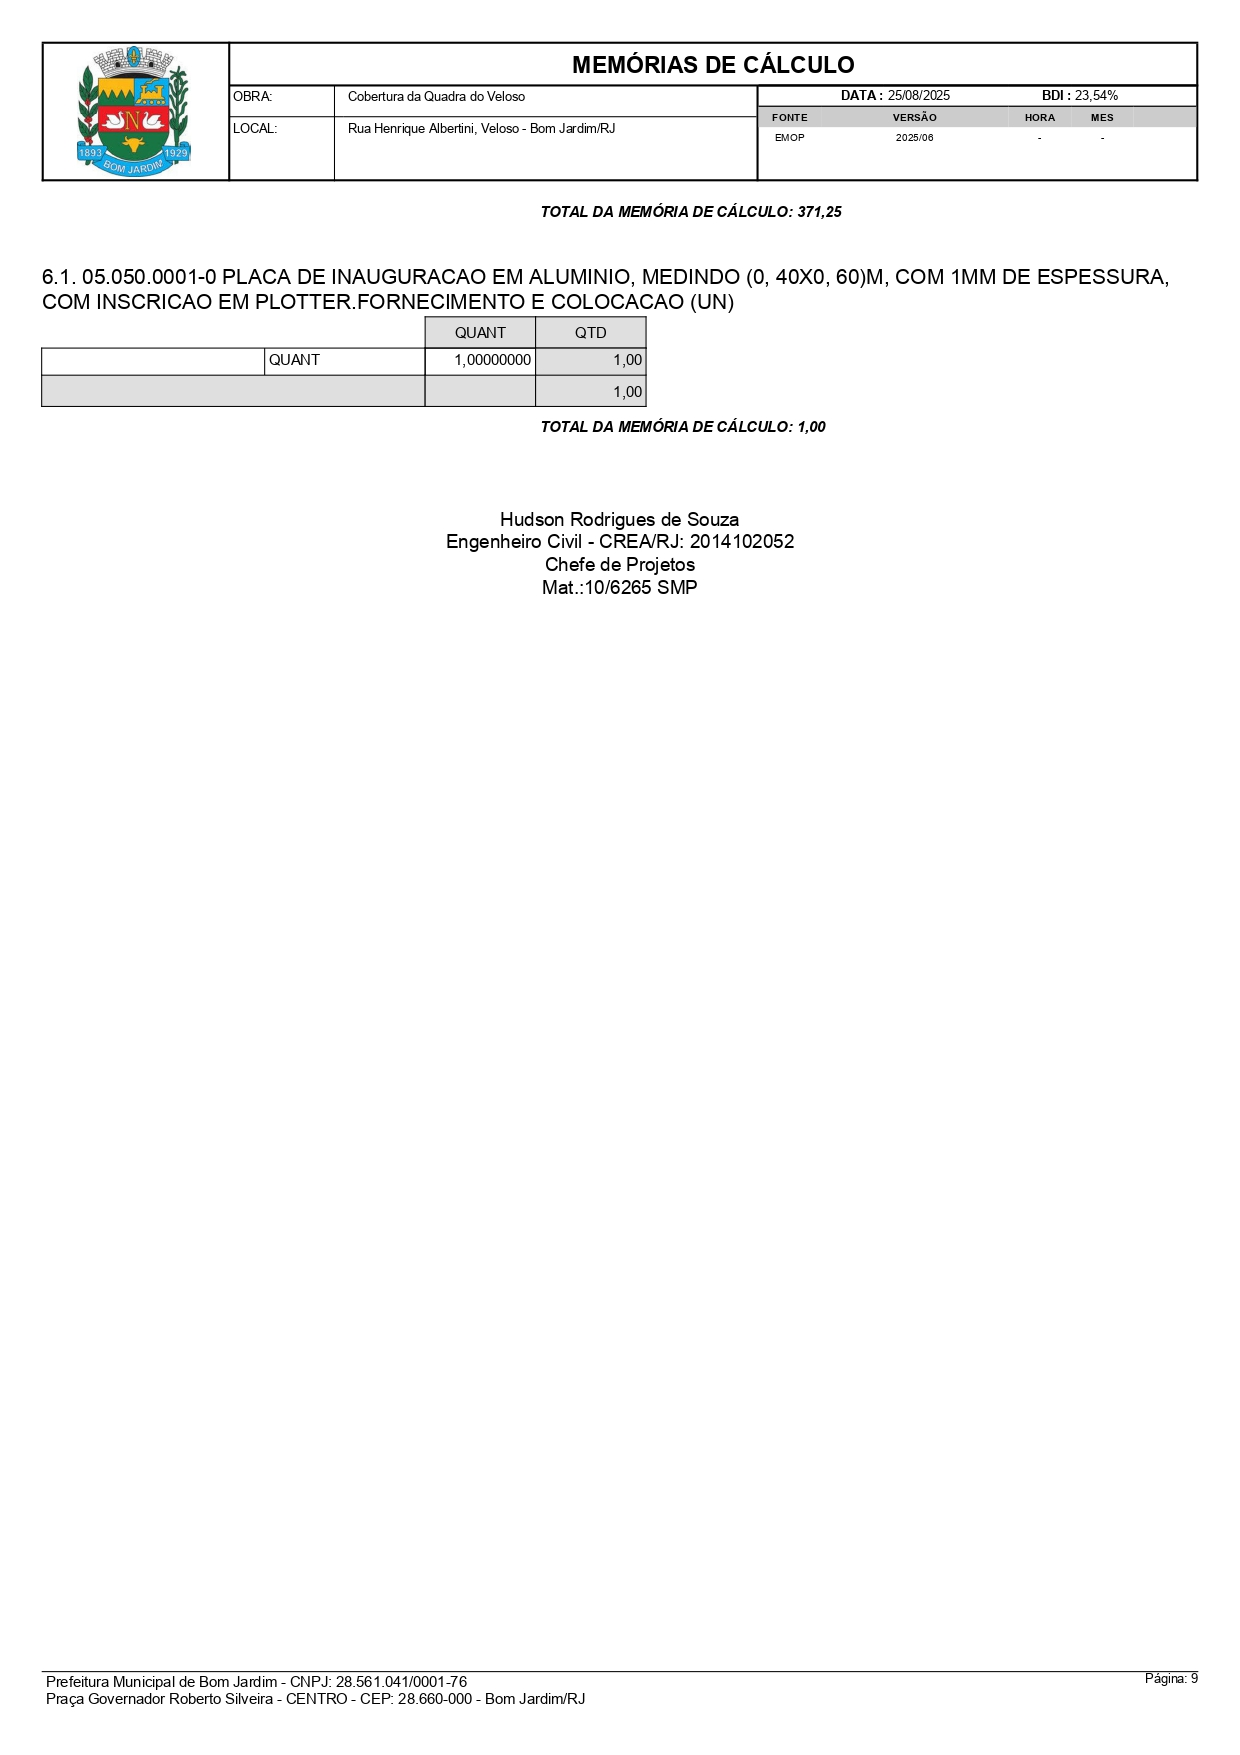 MEMÓRIAS DE CÁLCULO
OBRA: Cobertura da Quadra do Veloso
DATA : 25/08/2025 BDI : 23,54%
FONTE VERSÃO HORA MES
LOCAL: Rua Henrique Albertini, Veloso - Bom Jardim/RJ
EMOP 2025/06 - -
N
1893 BOM JARDIM 1929
TOTAL DA MEMÓRIA DE CÁLCULO: 371,25
6.1. 05.050.0001-0 PLACA DE INAUGURACAO EM ALUMINIO, MEDINDO (0, 40X0, 60)M, COM 1MM DE ESPESSURA,
COM INSCRICAO EM PLOTTER.FORNECIMENTO E COLOCACAO (UN)
QUANT QTD
QUANT 1,00000000 1,00
1,00
TOTAL DA MEMÓRIA DE CÁLCULO: 1,00
Hudson Rodrigues de Souza
Engenheiro Civil - CREA/RJ: 2014102052
Chefe de Projetos
Mat.:10/6265 SMP
Prefeitura Municipal de Bom Jardim - CNPJ: 28.561.041/0001-76
Página: 9
Praça Governador Roberto Silveira - CENTRO - CEP: 28.660-000 - Bom Jardim/RJ